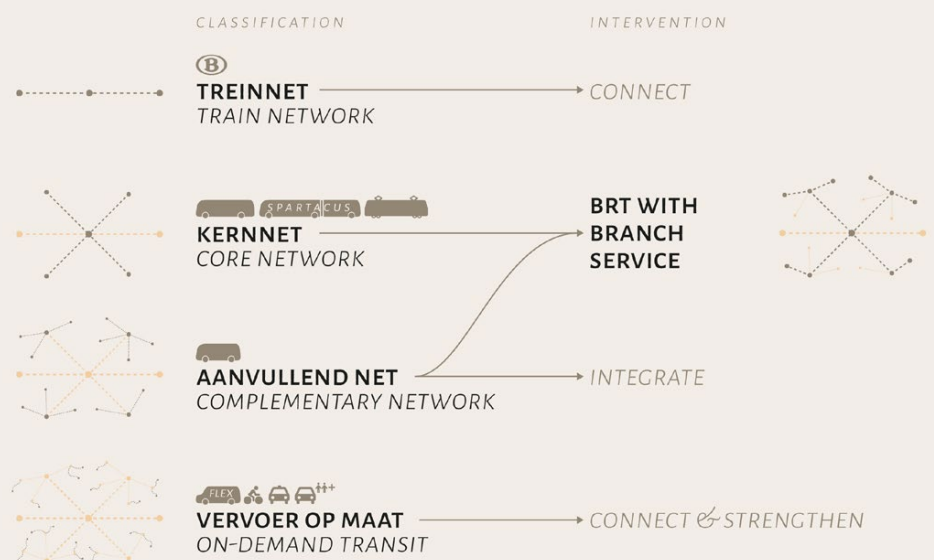 CLASSIFICATION
INTERVENTION
B
TREINNET
TRAIN NETWORK
CONNECT
SPARTACUS
KERNNET
CORE NETWORK
BRT WITH
BRANCH
SERVICE
AANVULLEND NET
COMPLEMENTARY NETWORK
INTEGRATE
FLEX
VERVOER OP MAAT
ON-DEMAND TRANSIT
CONNECT & STRENGTHEN